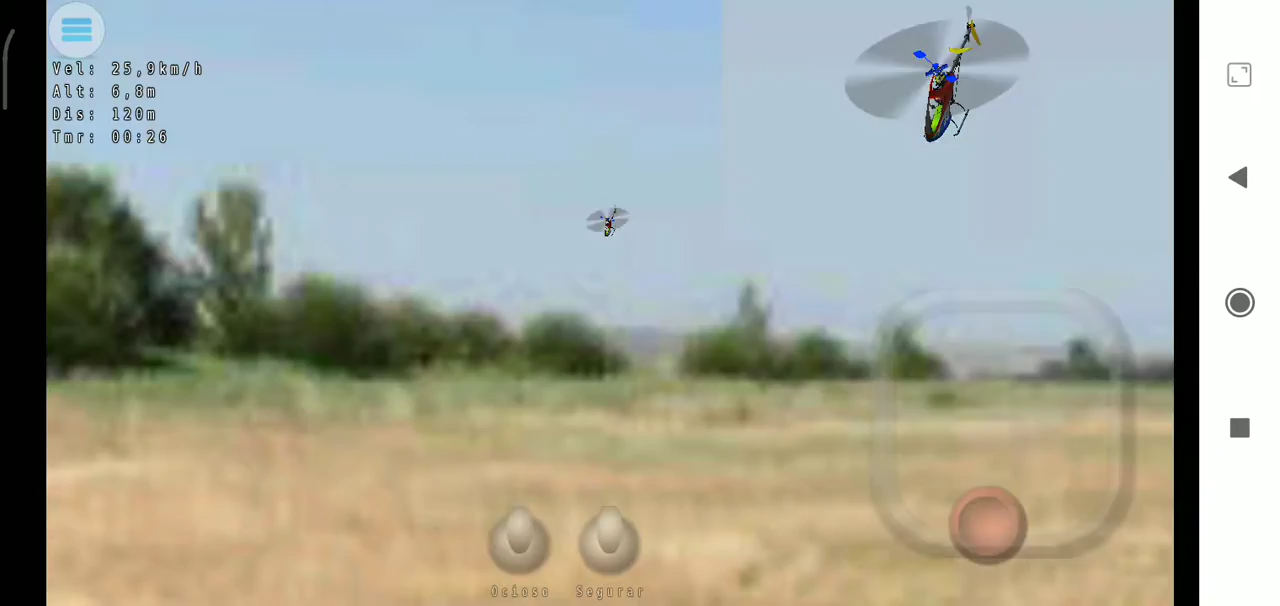 Vel: 25,9km/h
Alt: 6,8m
Dis: 120m
Tmr: 00:26
Ocioso Segurar